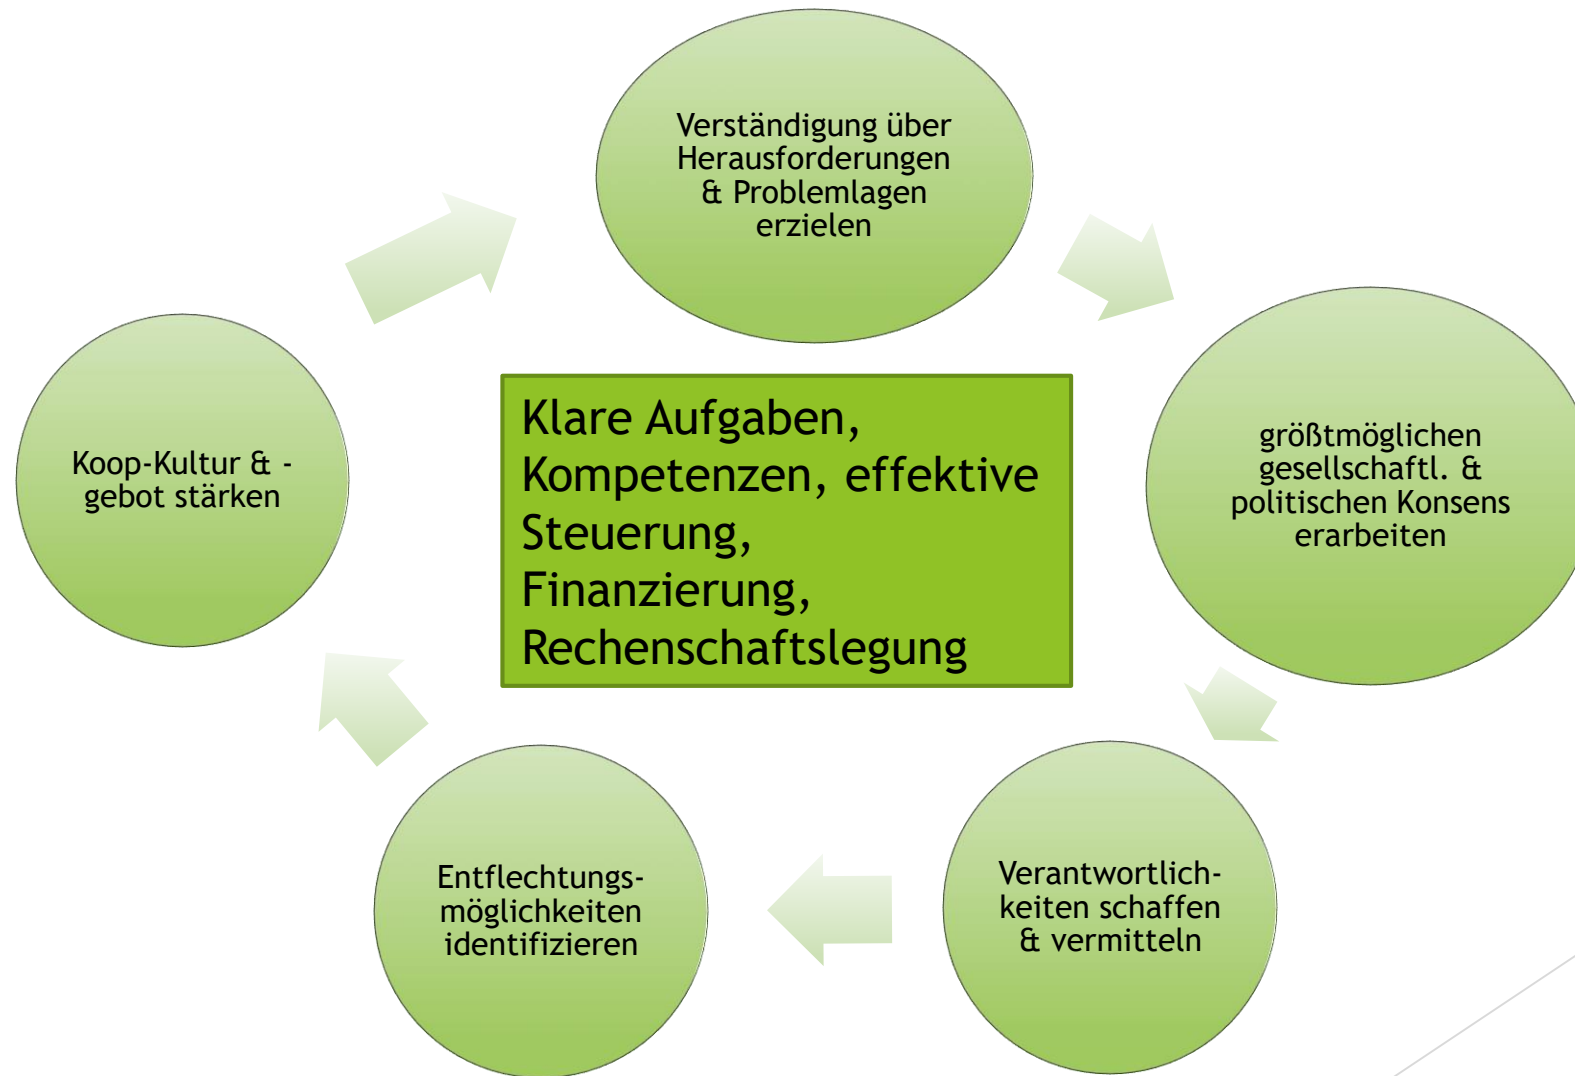 Verständigung über
Herausforderungen
& Problemlagen
erzielen
größtmöglichen
gesellschaftl. &
politischen Konsens
erarbeiten
Verantwortlich-
keiten schaffen
& vermitteln
Entflechtungs-
möglichkeiten
identifizieren
Koop-Kultur & -
gebot stärken
Klare Aufgaben,
Kompetenzen, effektive
Steuerung,
Finanzierung,
Rechenschaftslegung